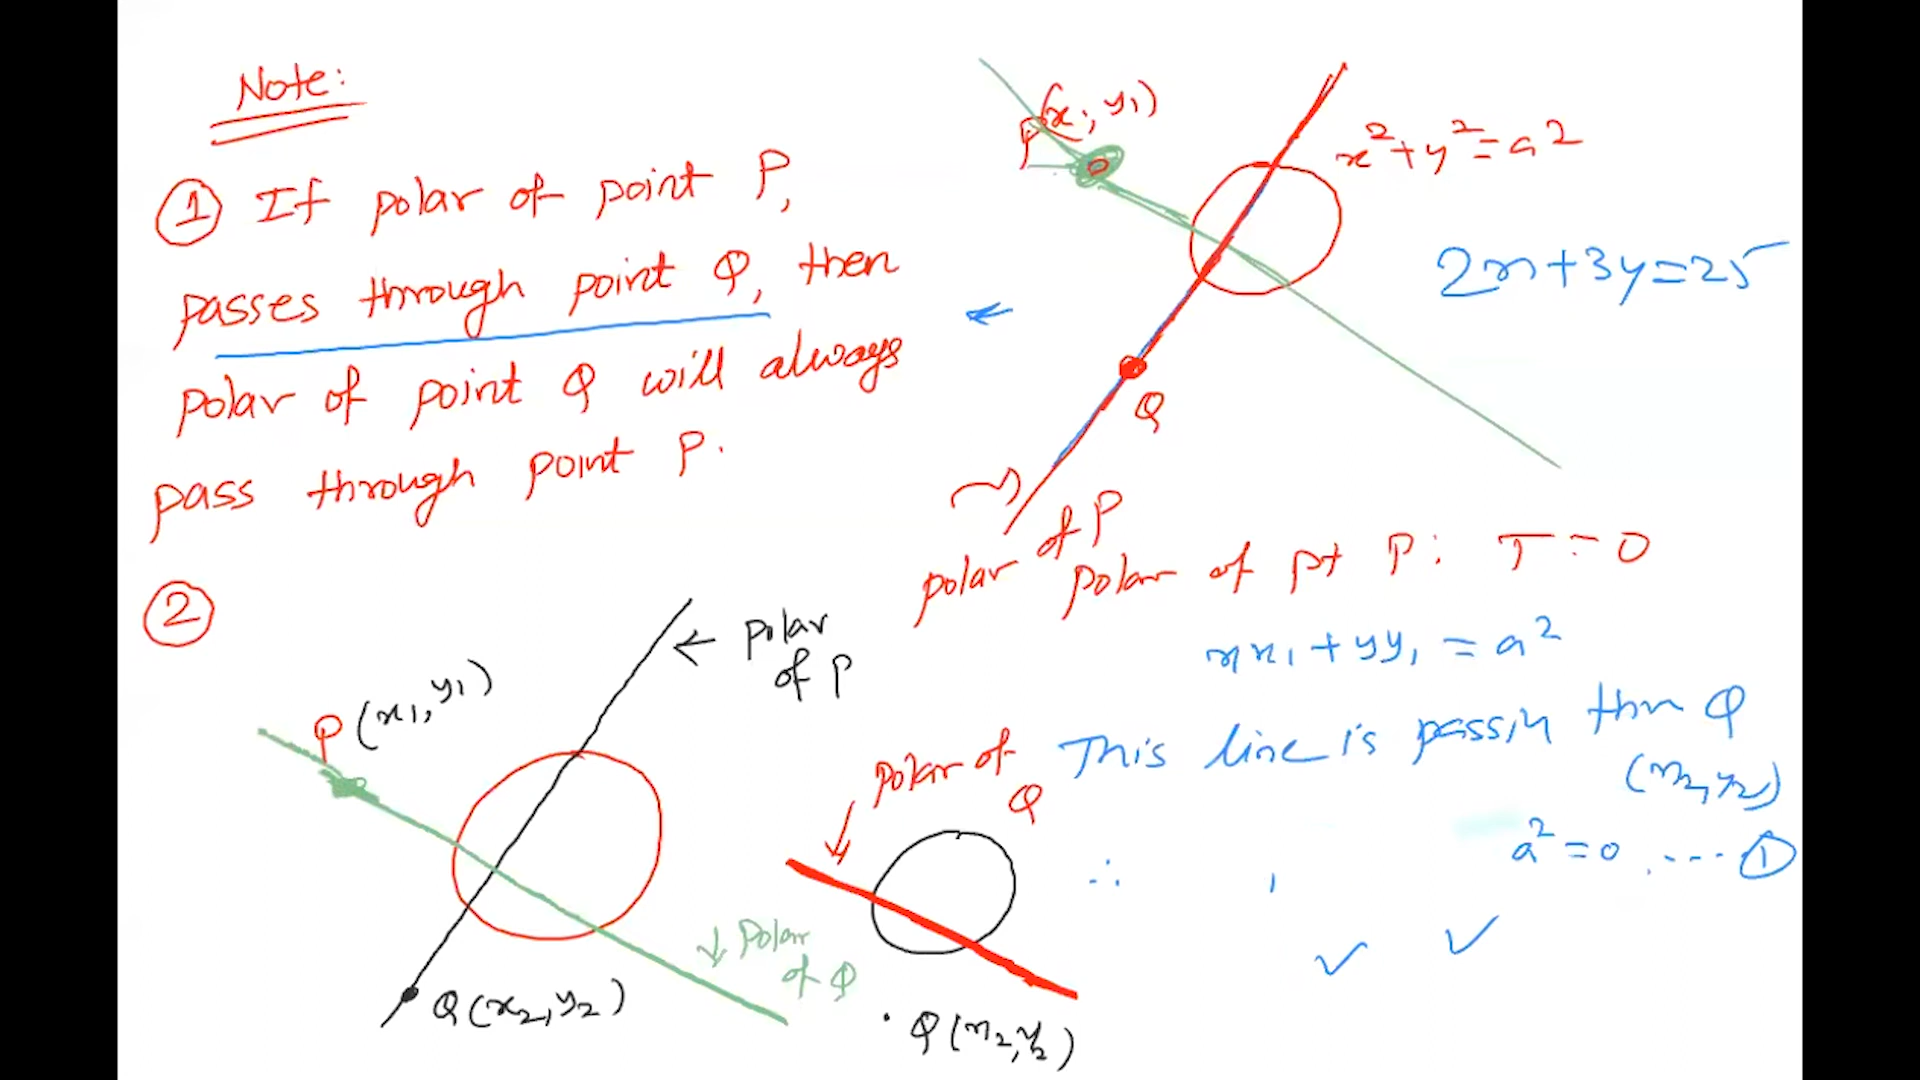 Note:
① If polar of point P,
passes through point Q, then
polar of point Q will always
pass through point P.
②
P(x₁, y₁)
x²+y²=a²
2x+3y=25
Q
polar of P
polar of pt P: T=0
xx₁+yy₁=a²
This line is passin thru Q
(x₂,y₂)
∴ , a²=0 .---①
P(x₁,y₁)
← polar
of P
polar of
Q
↓ polar
of Q
Q(x₂,y₂)
Q(x₂,y₂)